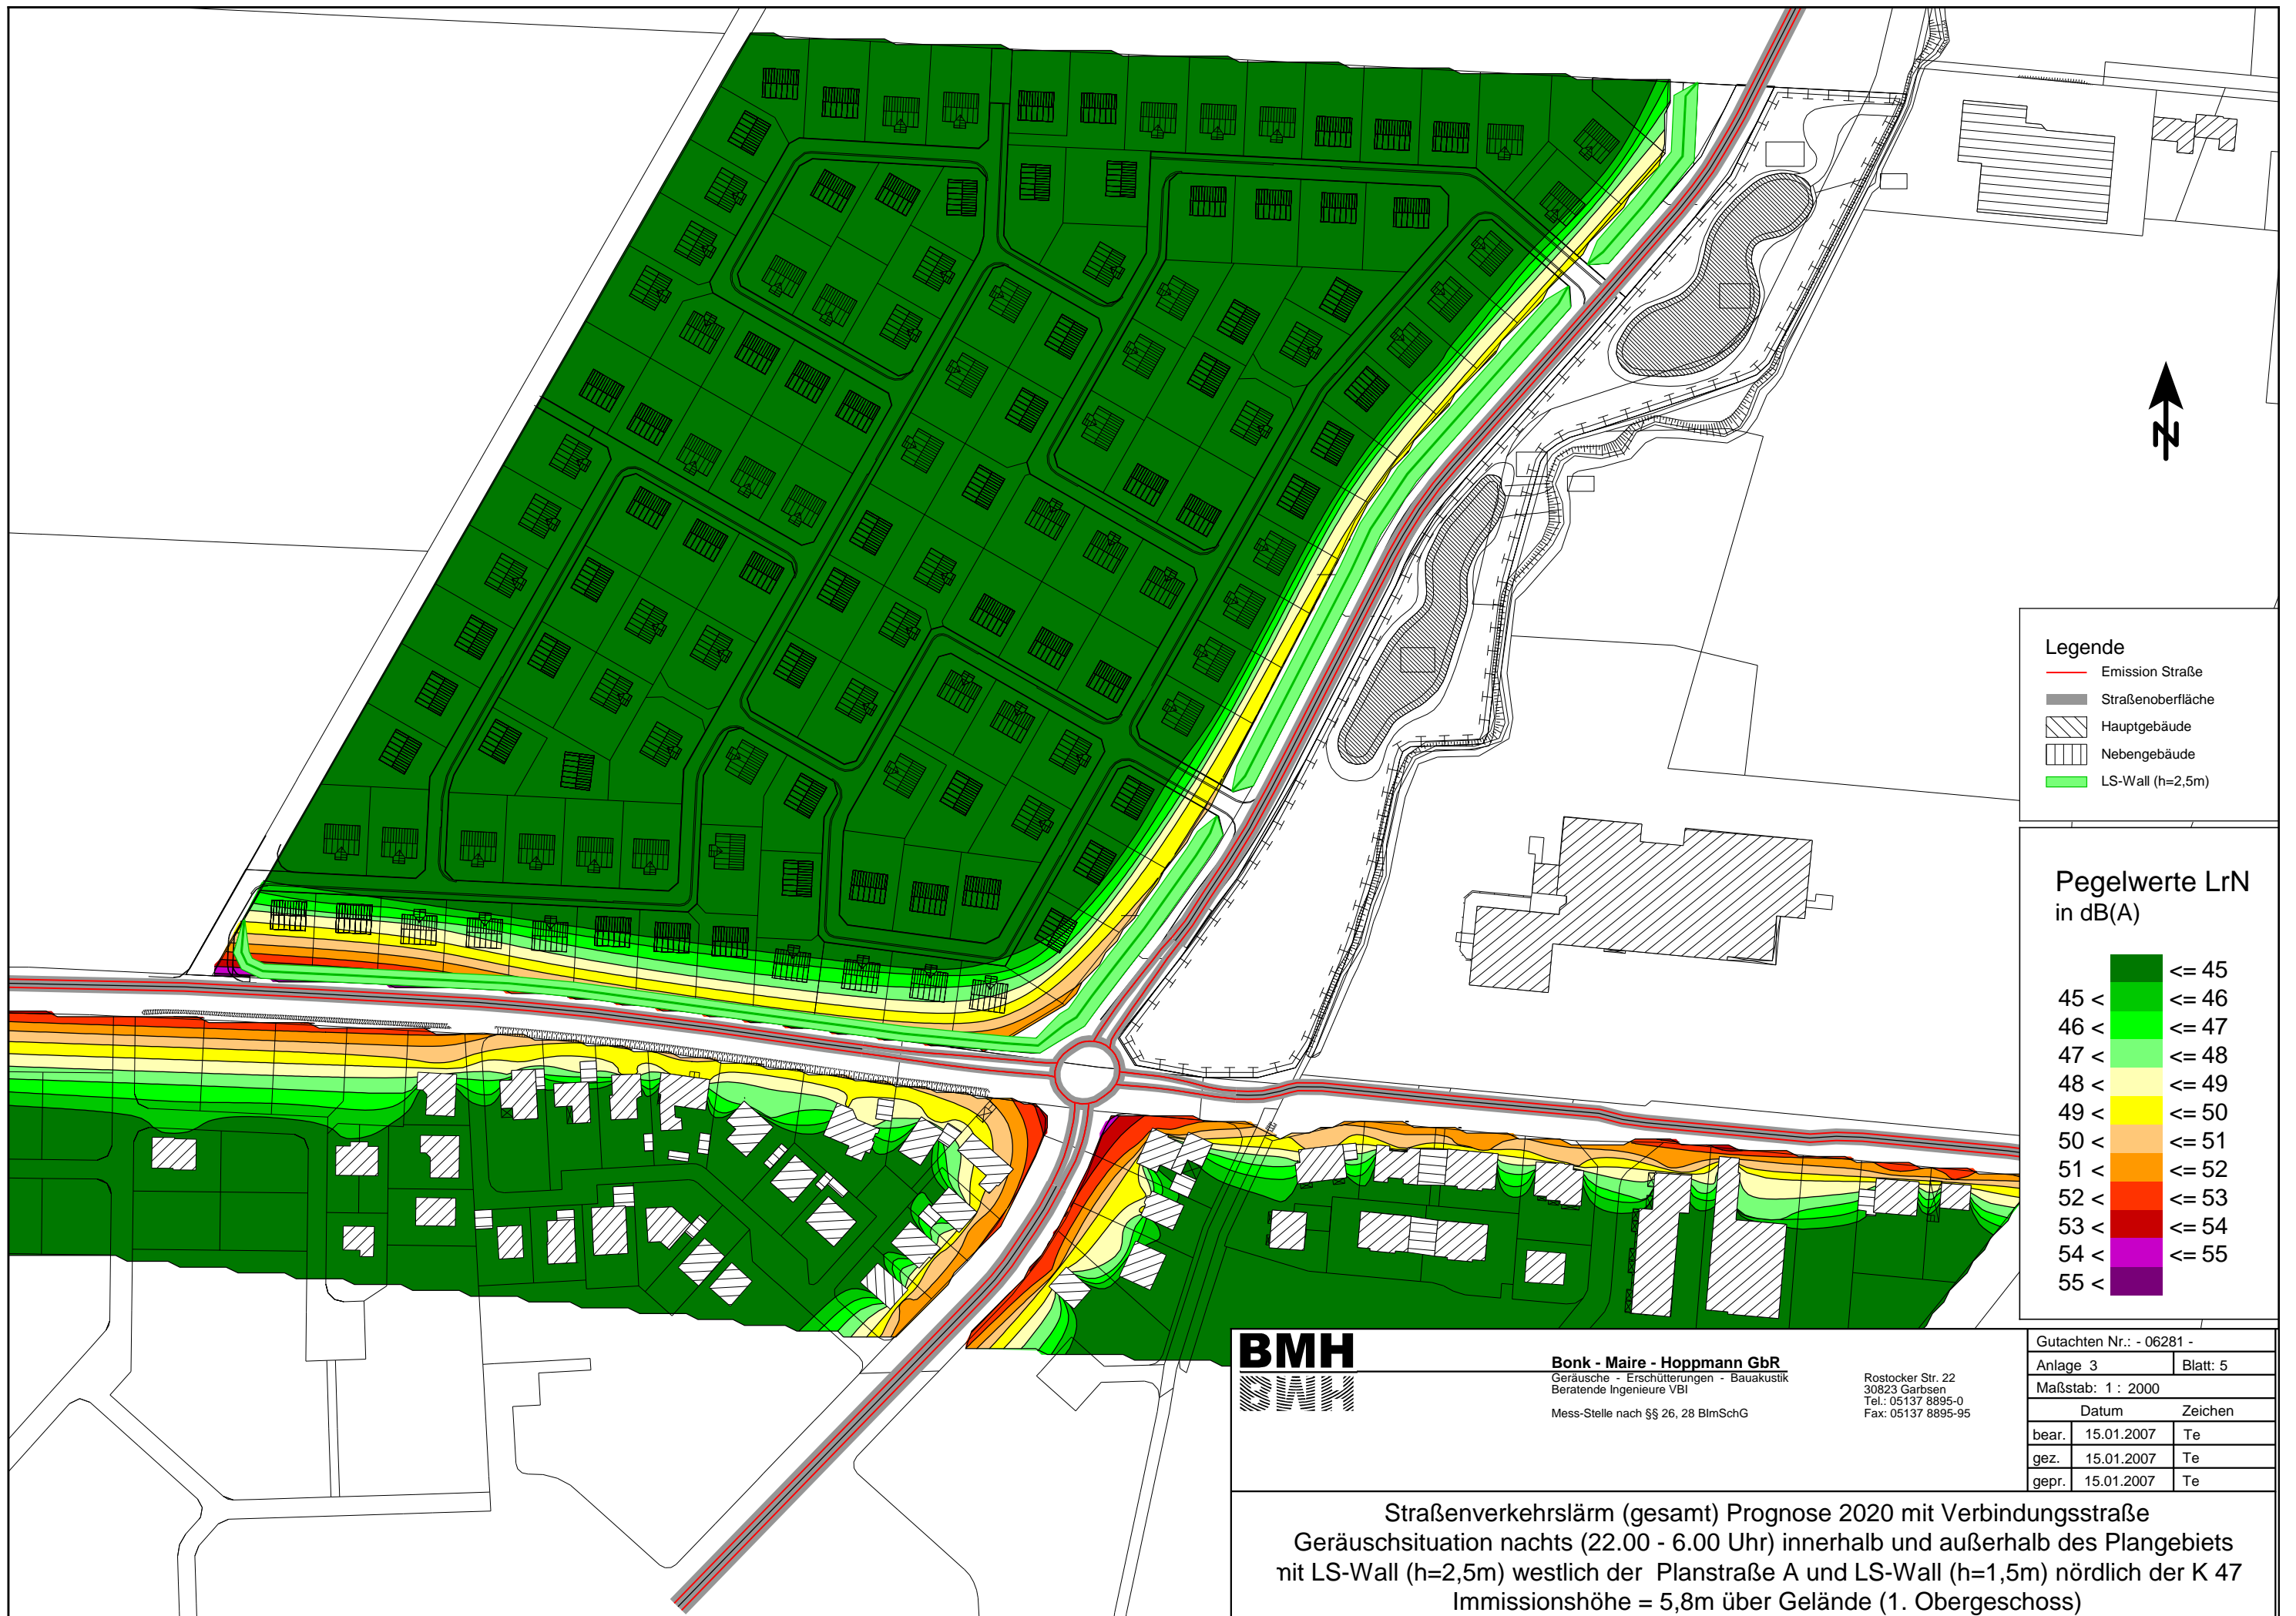 N
Legende
Emission Straße
Straßenoberfläche
Hauptgebäude
Nebengebäude
LS-Wall (h=2,5m)
Pegelwerte LrN
in dB(A)
<= 45
45 < <= 46
46 < <= 47
47 < <= 48
48 < <= 49
49 < <= 50
50 < <= 51
51 < <= 52
52 < <= 53
53 < <= 54
54 < <= 55
55 <
BMH
BMH
Bonk - Maire - Hoppmann GbR
Geräusche - Erschütterungen - Bauakustik
Beratende Ingenieure VBI
Mess-Stelle nach §§ 26, 28 BImSchG
Rostocker Str. 22
30823 Garbsen
Tel.: 05137 8895-0
Fax: 05137 8895-95
Gutachten Nr.: - 06281 -
Anlage 3 Blatt: 5
Maßstab: 1 : 2000
Datum Zeichen
bear. 15.01.2007 Te
gez. 15.01.2007 Te
gepr. 15.01.2007 Te
Straßenverkehrslärm (gesamt) Prognose 2020 mit Verbindungsstraße
Geräuschsituation nachts (22.00 - 6.00 Uhr) innerhalb und außerhalb des Plangebiets
mit LS-Wall (h=2,5m) westlich der Planstraße A und LS-Wall (h=1,5m) nördlich der K 47
Immissionshöhe = 5,8m über Gelände (1. Obergeschoss)